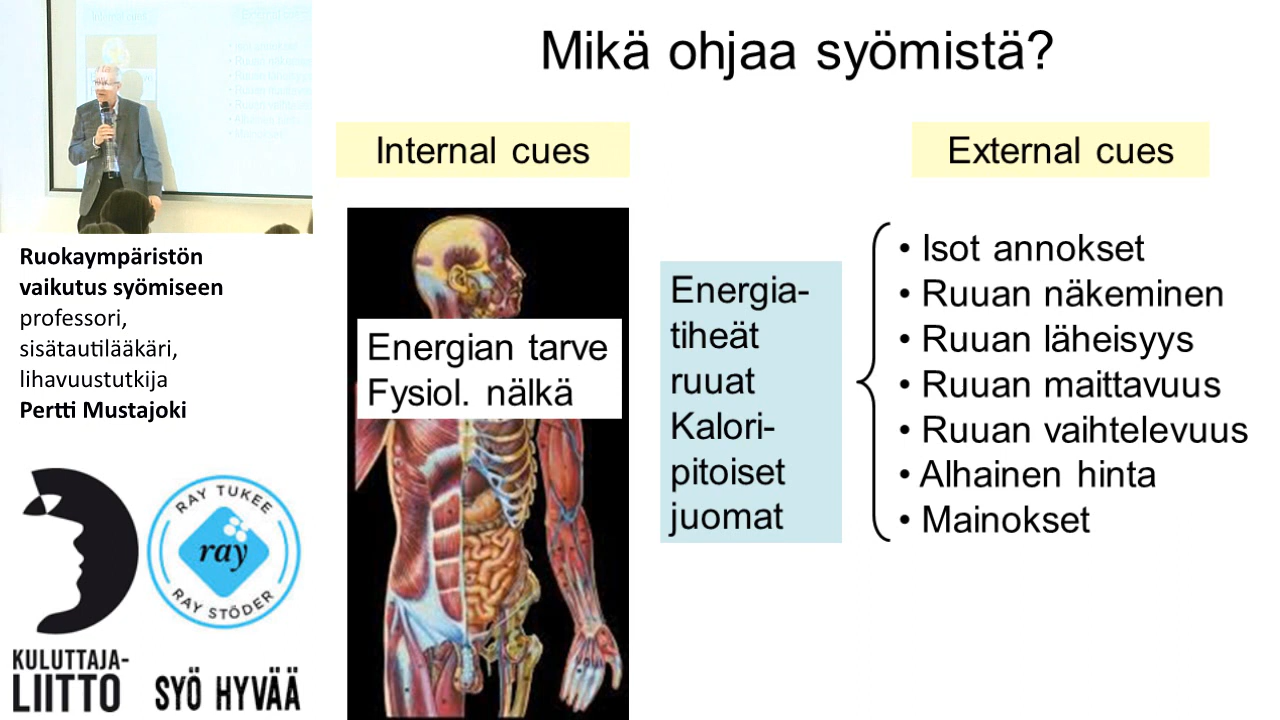 Internal cues
Mikä ohjaa syömistä?
Internal cues
External cues
Ruokaympäristön
vaikutus syömiseen
professori,
sisätautilääkäri,
lihavuustutkija
Pertti Mustajoki
RAY TUKEE
ray
RAY STÖDER
KULUTTAJA-
LIITTO
SYÖ HYVÄÄ
Energian tarve
Fysiol. nälkä
Energia-
tiheät
ruuat
Kalori-
pitoiset
juomat
• Isot annokset
• Ruuan näkeminen
• Ruuan läheisyys
• Ruuan maittavuus
• Ruuan vaihtelevuus
• Alhainen hinta
• Mainokset